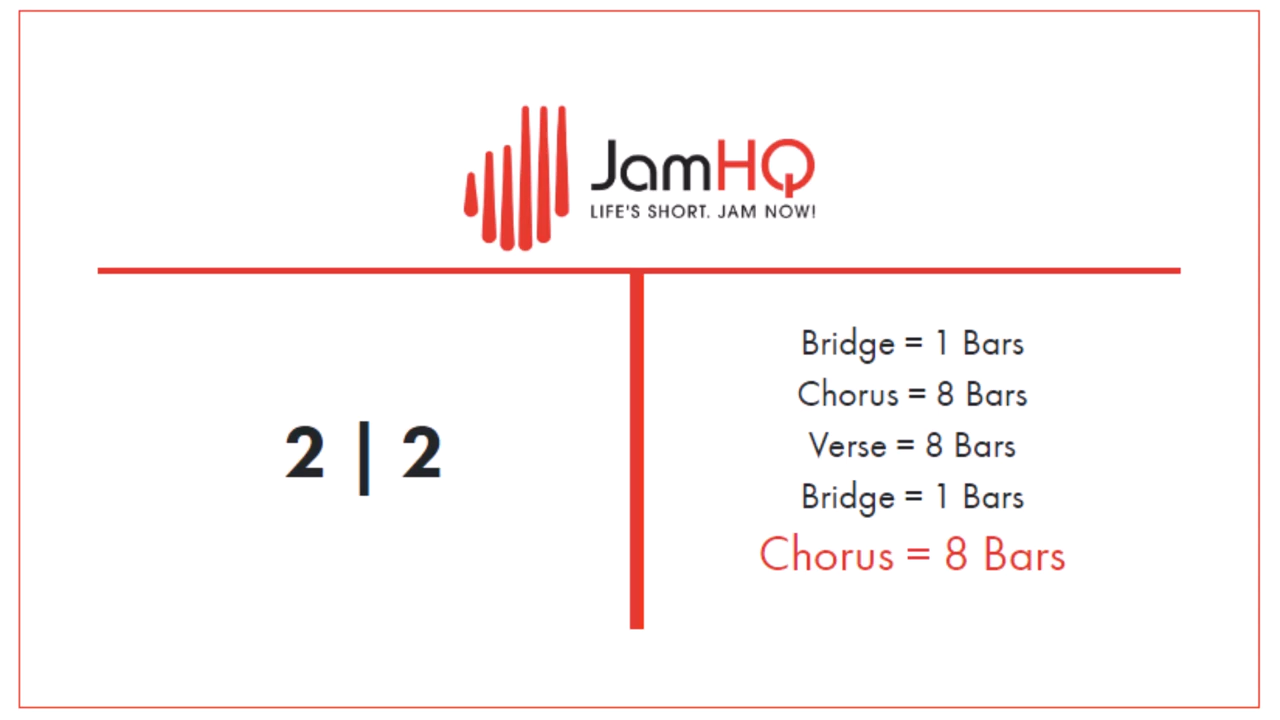 JamHQ
LIFE'S SHORT. JAM NOW!
2 | 2
Bridge = 1 Bars
Chorus = 8 Bars
Verse = 8 Bars
Bridge = 1 Bars
Chorus = 8 Bars